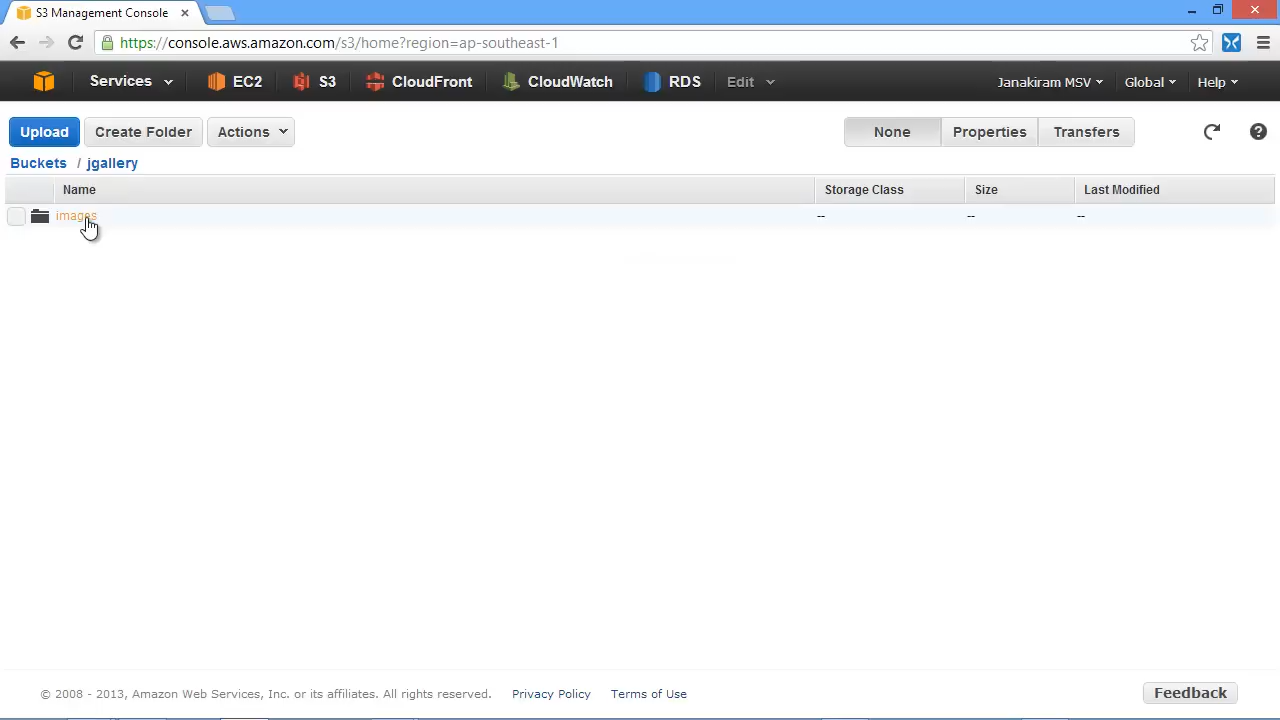 S3 Management Console
https://console.aws.amazon.com/s3/home?region=ap-southeast-1
Services EC2 S3 CloudFront CloudWatch RDS Edit Janakiram MSV Global Help
Upload Create Folder Actions None Properties Transfers
Buckets / jgallery
Name Storage Class Size Last Modified
images -- -- --
© 2008 - 2013, Amazon Web Services, Inc. or its affiliates. All rights reserved. Privacy Policy Terms of Use Feedback